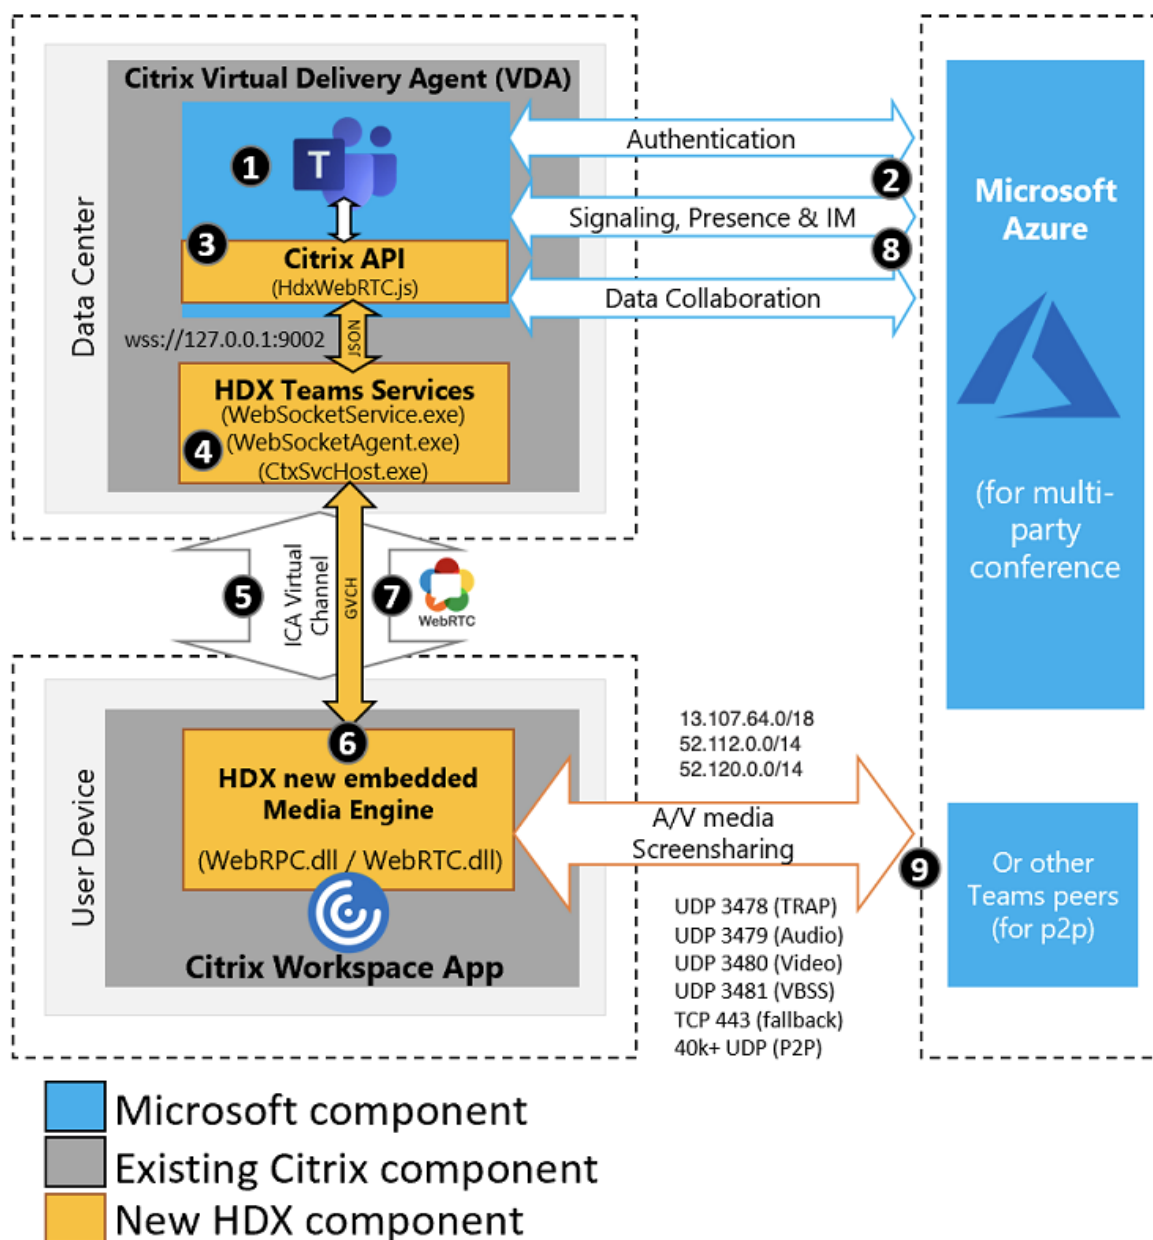 Citrix Virtual Delivery Agent (VDA)
T
1
Authentication
2
Signaling, Presence & IM
8
Data Collaboration
3
Citrix API
(HdxWebRTC.js)
wss://127.0.0.1:9002
JSON
HDX Teams Services
(WebSocketService.exe)
4
(WebSocketAgent.exe)
(CtxSvcHost.exe)
Data Center
Microsoft
Azure
(for multi-
party
conference
5
ICA Virtual
Channel
GVCH
7
WebRTC
6
HDX new embedded
Media Engine
(WebRPC.dll / WebRTC.dll)
Citrix Workspace App
User Device
13.107.64.0/18
52.112.0.0/14
52.120.0.0/14
A/V media
Screensharing
9
UDP 3478 (TRAP)
UDP 3479 (Audio)
UDP 3480 (Video)
UDP 3481 (VBSS)
TCP 443 (fallback)
40k+ UDP (P2P)
Or other
Teams peers
(for p2p)
Microsoft component
Existing Citrix component
New HDX component